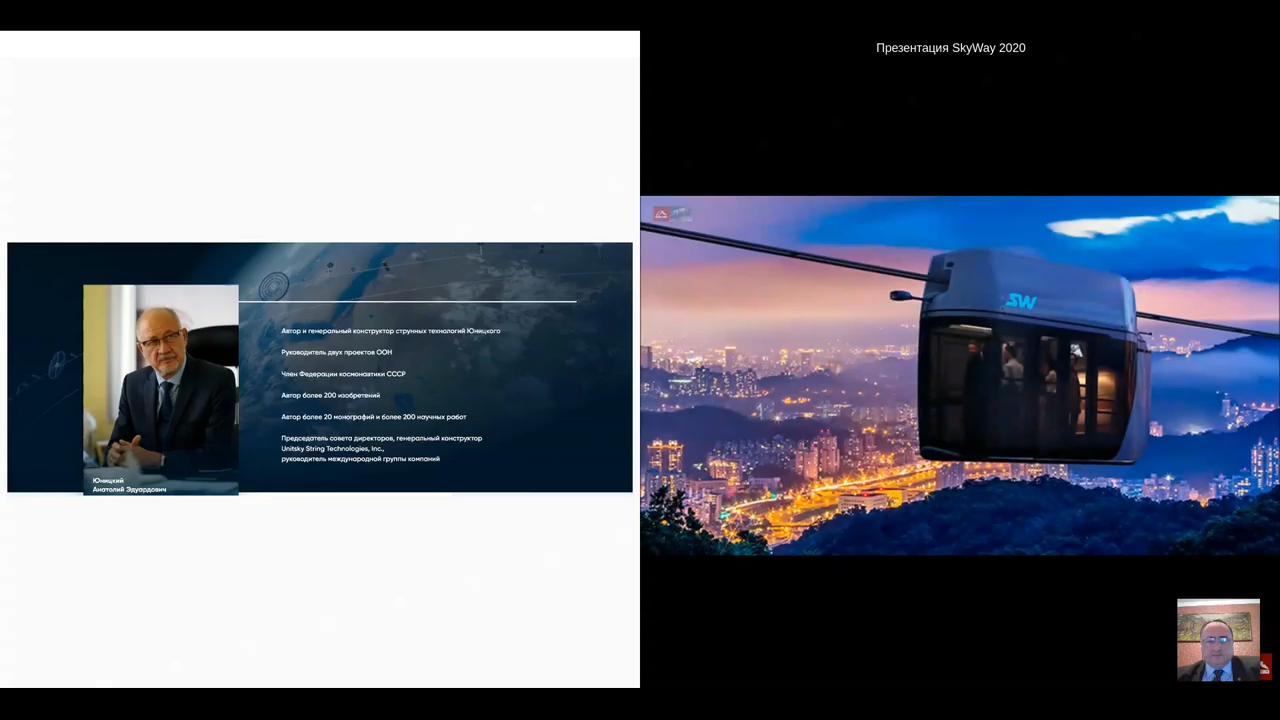 Презентация SkyWay 2020
Автор и генеральный конструктор струнных технологий Юницкого
Руководитель двух проектов ООН
Член Федерации космонавтики СССР
Автор более 200 изобретений
Автор более 20 монографий и более 200 научных работ
Председатель совета директоров, генеральный конструктор
Unitsky String Technologies, Inc.,
руководитель международной группы компаний
Юницкий
Анатолий Эдуардович
SW